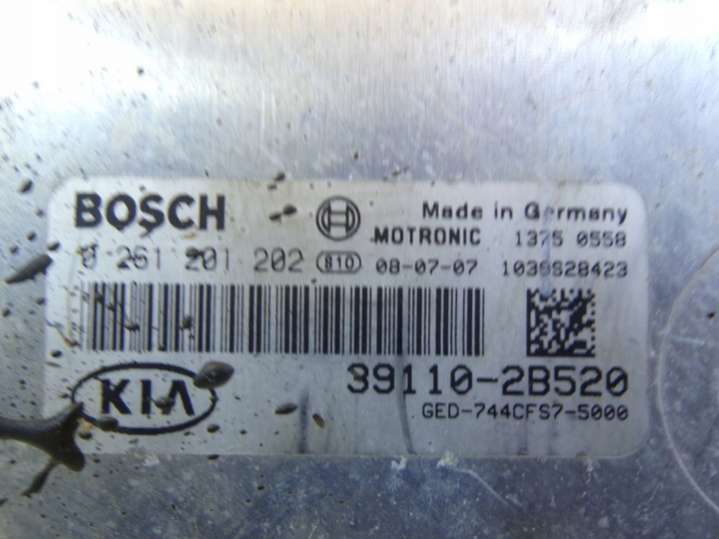 BOSCH
Made in Germany
MOTRONIC 1375 0558
0 261 201 202 S10 08-07-07 1039S28423
KIA 39110-2B520
GED-744CFS7-5000